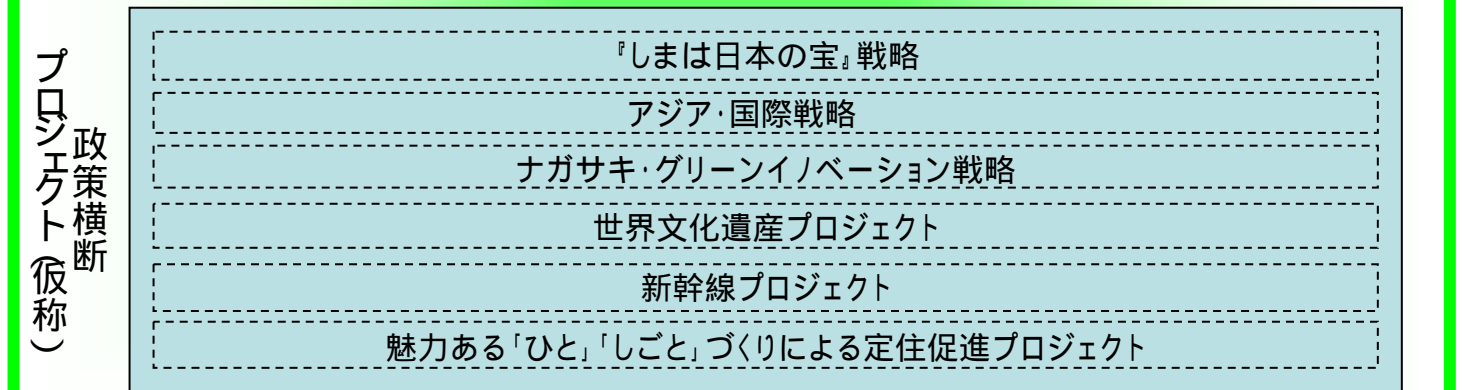 政策横断
プロジェクト(仮称)
『しまは日本の宝』戦略
アジア・国際戦略
ナガサキ・グリーンイノベーション戦略
世界文化遺産プロジェクト
新幹線プロジェクト
魅力ある「ひと」「しごと」づくりによる定住促進プロジェクト